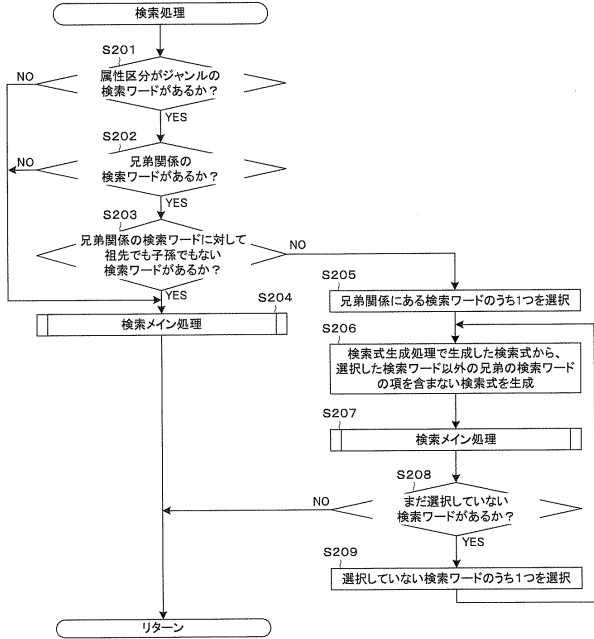 検索処理
S201
属性区分がジャンルの
検索ワードがあるか？
NO
YES
S202
兄弟関係の
検索ワードがあるか？
NO
YES
S203
兄弟関係の検索ワードに対して
祖先でも子孫でもない
検索ワードがあるか？
NO
YES
S204
検索メイン処理
S205
兄弟関係にある検索ワードのうち1つを選択
S206
検索式生成処理で生成した検索式から、
選択した検索ワード以外の兄弟の検索ワード
の項を含まない検索式を生成
S207
検索メイン処理
S208
まだ選択していない
検索ワードがあるか？
NO
YES
S209
選択していない検索ワードのうち1つを選択
リターン